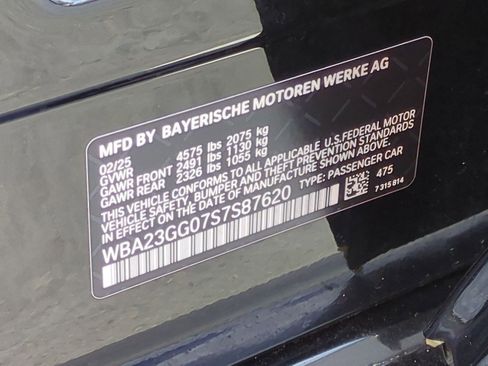 MFD BY BAYERISCHE MOTOREN WERKE AG
02/25
GVWR 4575 lbs 2075 kg
GAWR FRONT 2491 lbs 1130 kg
GAWR REAR 2326 lbs 1055 kg
THIS VEHICLE CONFORMS TO ALL APPLICABLE U.S.FEDERAL MOTOR
VEHICLE SAFETY, BUMPER AND THEFT PREVENTION STANDARDS
IN EFFECT ON THE DATE OF MANUFACTURE SHOWN ABOVE.
WBA23GG07S7S87620 TYPE: PASSENGER CAR
475
7 315 814